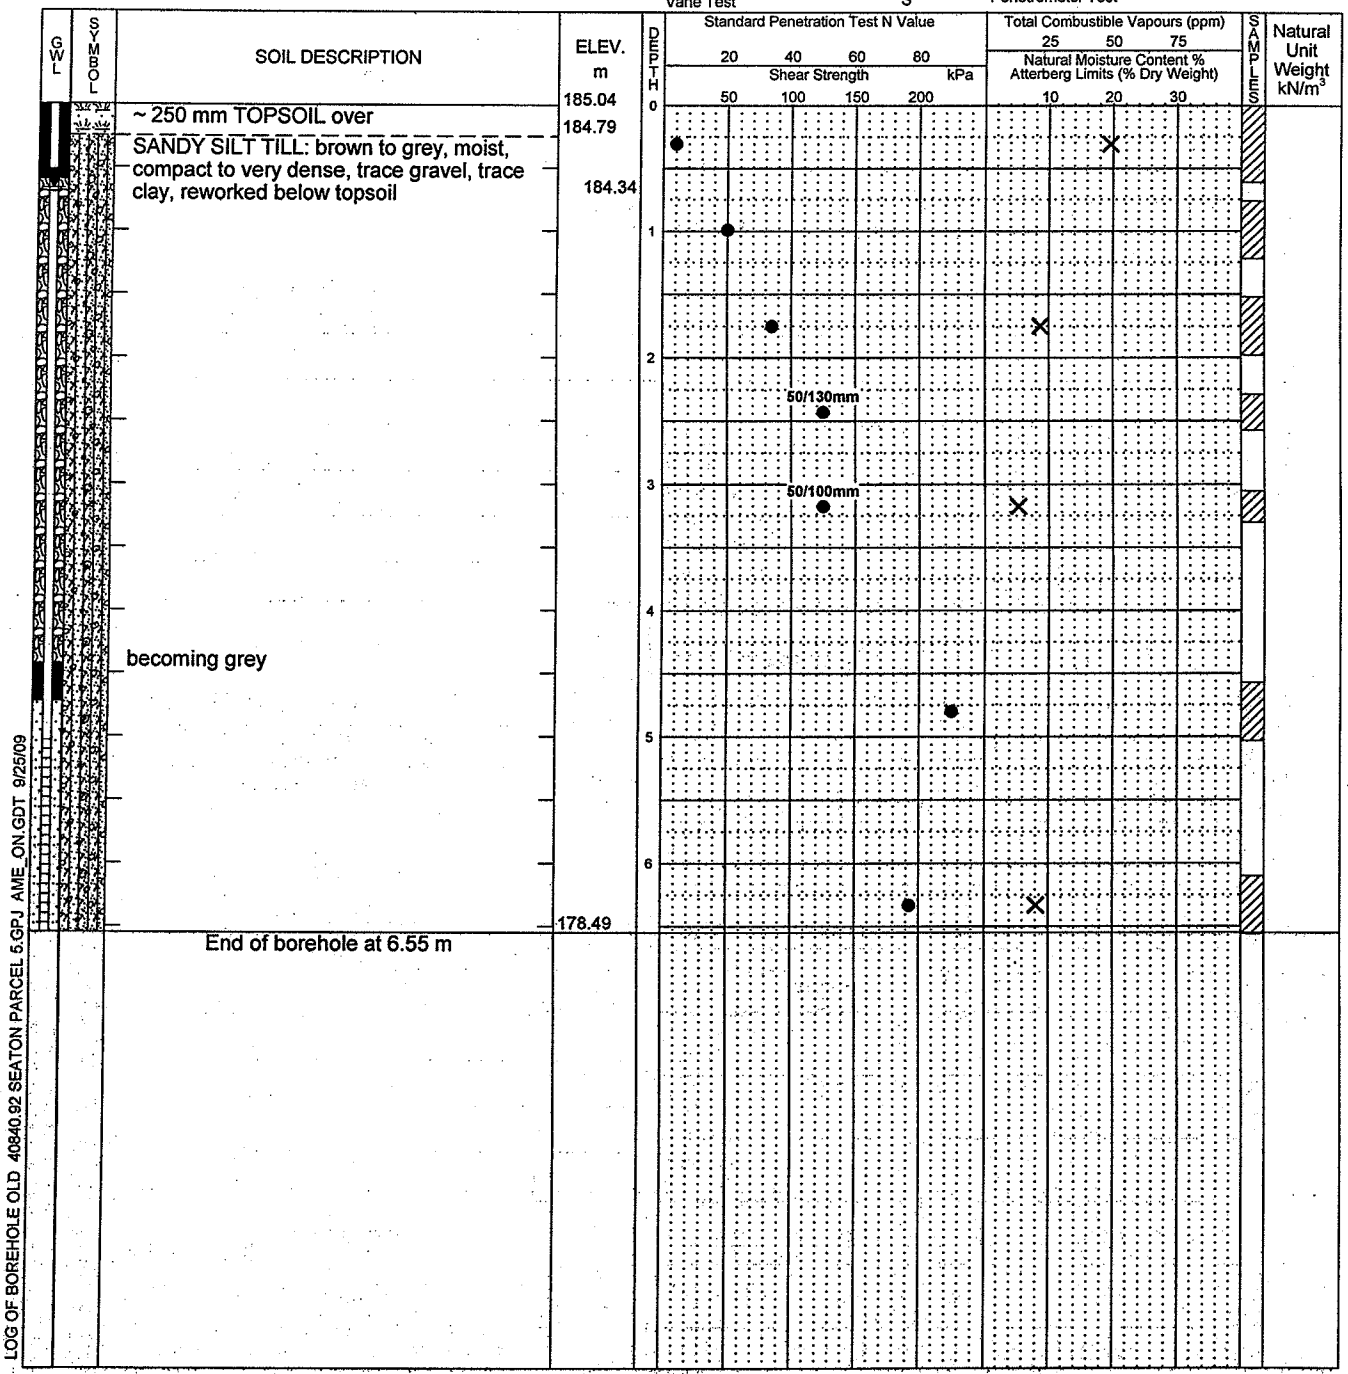 Vane Test
Penetrometer Test
GWL
SYMBOL
SOIL DESCRIPTION
ELEV.
m
DEPTH
Standard Penetration Test N Value
20 40 60 80
Shear Strength kPa
50 100 150 200
Total Combustible Vapours (ppm)
25 50 75
Natural Moisture Content %
Atterberg Limits (% Dry Weight)
10 20 30
SAMPLES
Natural
Unit
Weight
kN/m³
185.04
0
~ 250 mm TOPSOIL over
184.79
SANDY SILT TILL: brown to grey, moist,
compact to very dense, trace gravel, trace
clay, reworked below topsoil
184.34
1
2
50/130mm
3
50/100mm
4
becoming grey
5
6
178.49
End of borehole at 6.55 m
LOG OF BOREHOLE OLD 40840.92 SEATON PARCEL 5.GPJ AME_ON.GDT 9/25/09